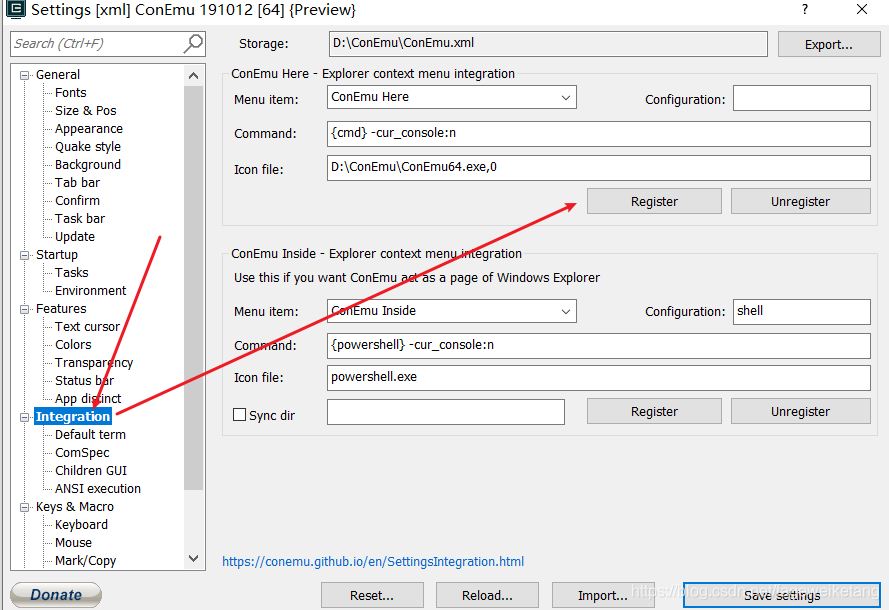 Settings [xml] ConEmu 191012 [64] {Preview}
Search (Ctrl+F)
Storage:
D:\ConEmu\ConEmu.xml
Export...
General
Fonts
Size & Pos
Appearance
Quake style
Background
Tab bar
Confirm
Task bar
Update
Startup
Tasks
Environment
Features
Text cursor
Colors
Transparency
Status bar
App distinct
Integration
Default term
ComSpec
Children GUI
ANSI execution
Keys & Macro
Keyboard
Mouse
Mark/Copy
ConEmu Here - Explorer context menu integration
Menu item:
ConEmu Here
Configuration:
Command:
{cmd} -cur_console:n
Icon file:
D:\ConEmu\ConEmu64.exe,0
Register
Unregister
ConEmu Inside - Explorer context menu integration
Use this if you want ConEmu act as a page of Windows Explorer
Menu item:
ConEmu Inside
Configuration:
shell
Command:
{powershell} -cur_console:n
Icon file:
powershell.exe
Sync dir
Register
Unregister
https://conemu.github.io/en/SettingsIntegration.html
Donate
Reset...
Reload...
Import...
Save settings